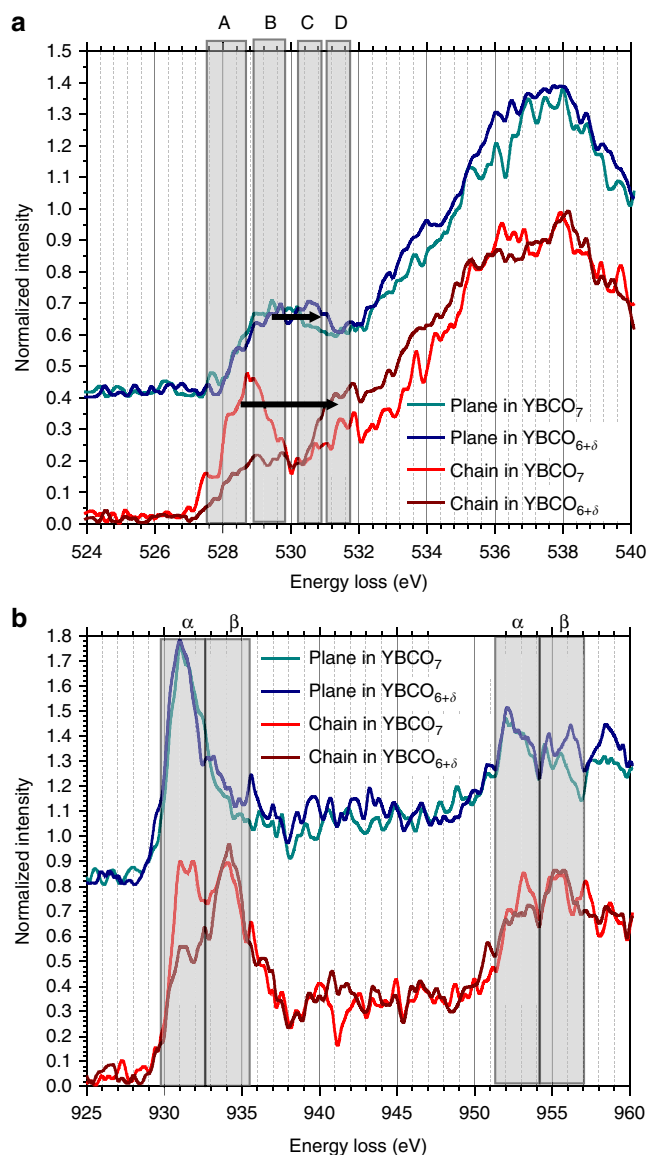 a
A B C D
1.5
1.4
1.3
1.2
1.1
1.0
0.9
0.8
0.7
0.6
0.5
0.4
0.3
0.2
0.1
0.0
Normalized intensity
Plane in YBCO7
Plane in YBCO6+δ
Chain in YBCO7
Chain in YBCO6+δ
524 526 528 530 532 534 536 538 540
Energy loss (eV)
b
α β α β
1.8
1.7
1.6
1.5
1.4
1.3
1.2
1.1
1.0
0.9
0.8
0.7
0.6
0.5
0.4
0.3
0.2
0.1
0.0
Normalized intensity
Plane in YBCO7
Plane in YBCO6+δ
Chain in YBCO7
Chain in YBCO6+δ
925 930 935 940 945 950 955 960
Energy loss (eV)